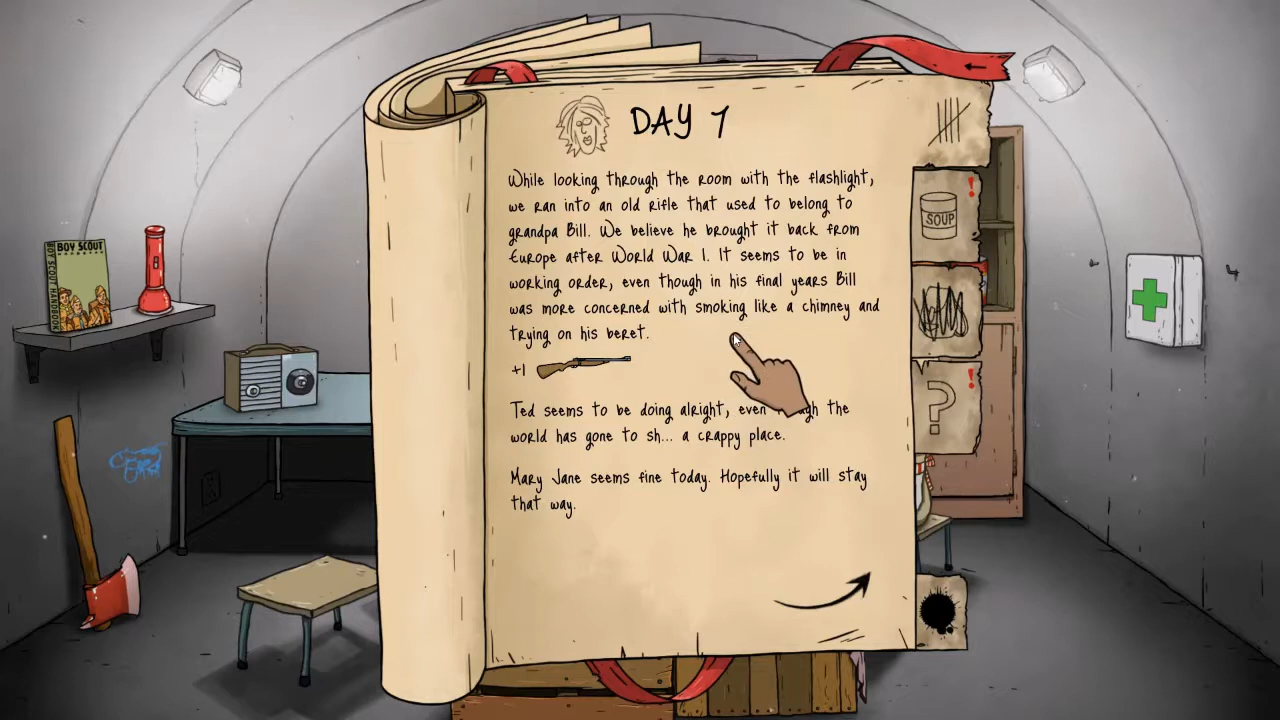 DAY 7
While looking through the room with the flashlight,
we ran into an old rifle that used to belong to
grandpa Bill. We believe he brought it back from
Europe after World War 1. It seems to be in
working order, even though in his final years Bill
was more concerned with smoking like a chimney and
trying on his beret.
+1
Ted seems to be doing alright, even gh the
world has gone to sh... a crappy place.
Mary Jane seems fine today. Hopefully it will stay
that way.
SOUP
?
BOY SCOUT
BOY SCOUT HANDBOOK